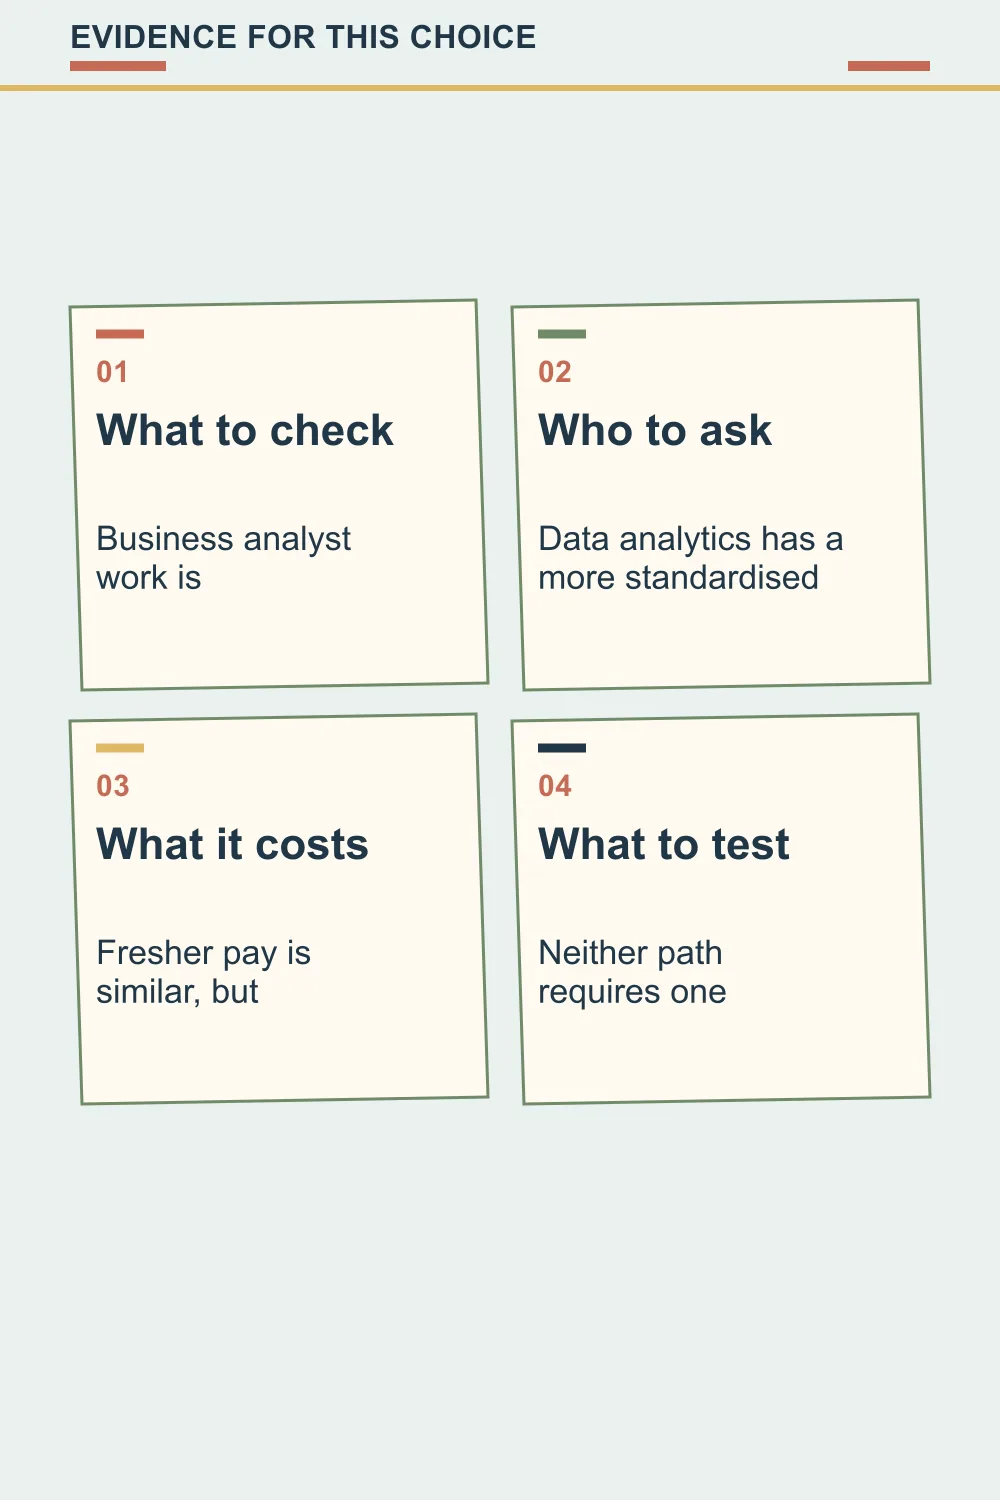 EVIDENCE FOR THIS CHOICE
01
What to check
Business analyst
work is
02
Who to ask
Data analytics has a
more standardised
03
What it costs
Fresher pay is
similar, but
04
What to test
Neither path
requires one